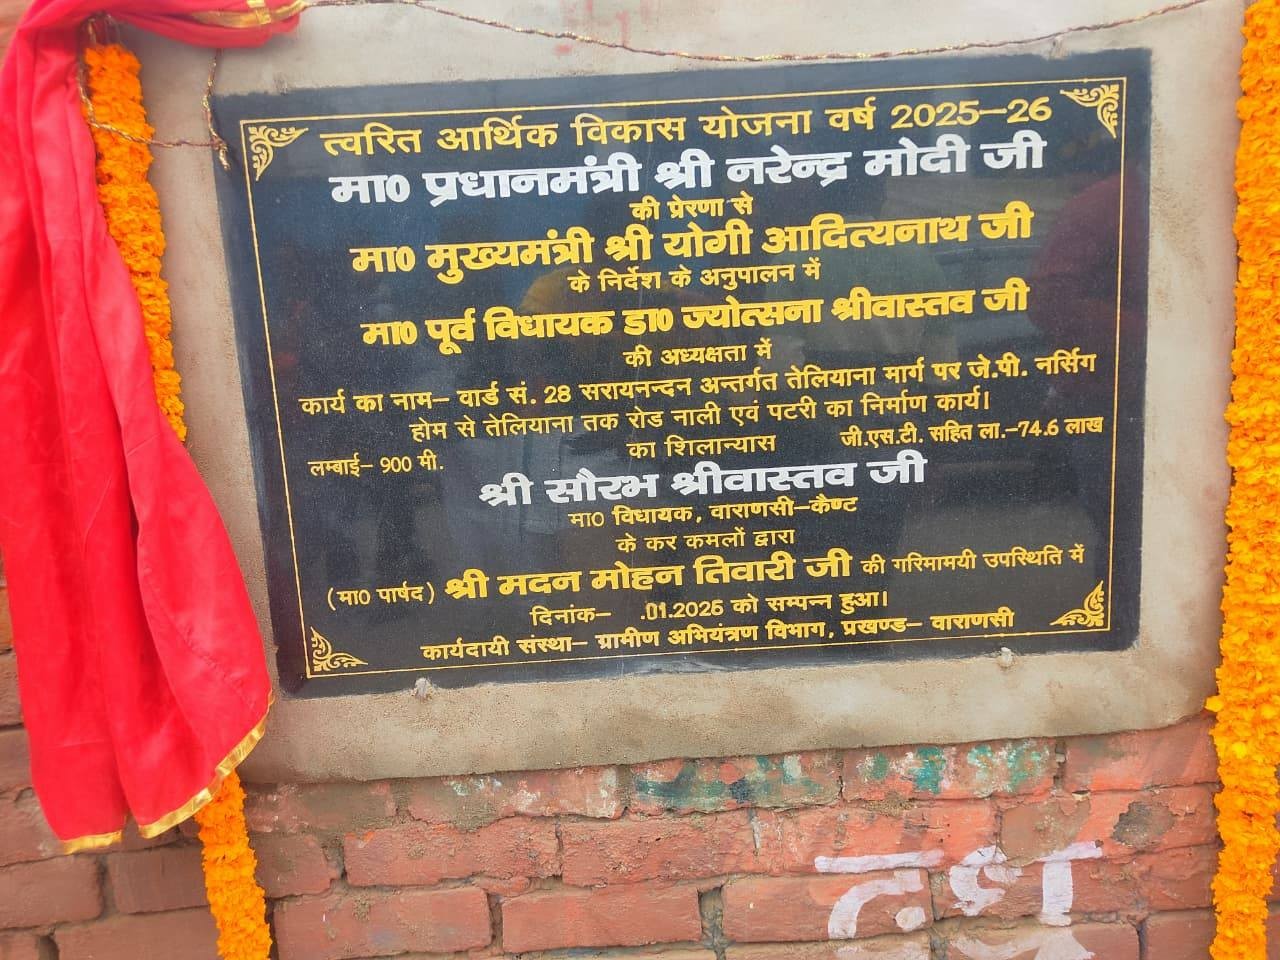 त्वरित आर्थिक विकास योजना वर्ष 2025–26
मा0 प्रधानमंत्री श्री नरेन्द्र मोदी जी
की प्रेरणा से
मा0 मुख्यमंत्री श्री योगी आदित्यनाथ जी
के निर्देश के अनुपालन में
मा0 पूर्व विधायक डा0 ज्योत्सना श्रीवास्तव जी
की अध्यक्षता में
कार्य का नाम– वार्ड सं. 28 सरायनन्दन अन्तर्गत तेलियाना मार्ग पर जे.पी. नर्सिग
होम से तेलियाना तक रोड नाली एवं पटरी का निर्माण कार्य।
लम्बाई– 900 मी. का शिलान्यास जी.एस.टी. सहित ला.–74.6 लाख
श्री सौरभ श्रीवास्तव जी
मा0 विधायक, वाराणसी–कैण्ट
के कर कमलों द्वारा
(मा0 पार्षद) श्री मदन मोहन तिवारी जी की गरिमामयी उपस्थिति में
दिनांक– .01.2026 को सम्पन्न हुआ।
कार्यदायी संस्था– ग्रामीण अभियंत्रण विभाग, प्रखण्ड– वाराणसी